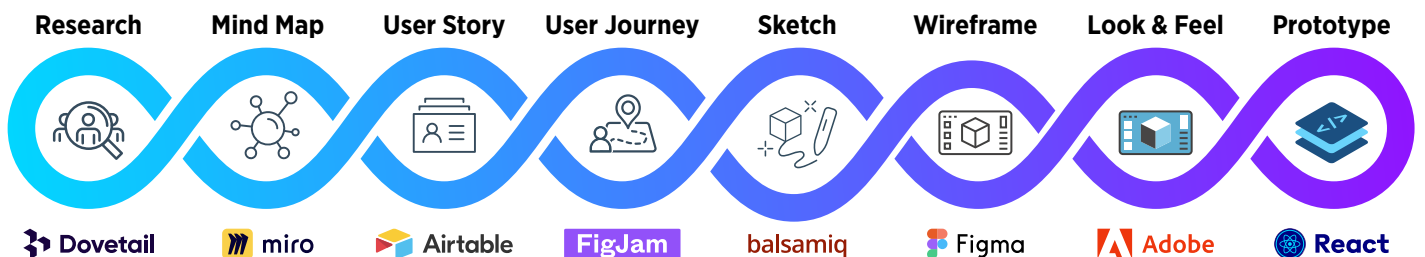 Research Mind Map User Story User Journey Sketch Wireframe Look & Feel Prototype
</>
Dovetail miro Airtable FigJam balsamiq Figma Adobe React